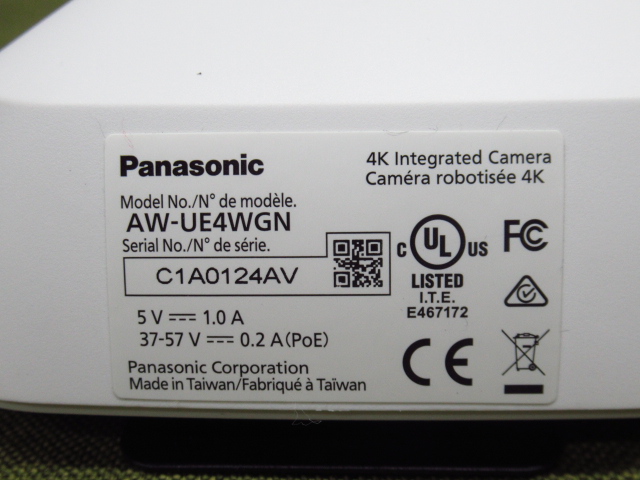 Panasonic
4K Integrated Camera
Caméra robotisée 4K
Model No./N° de modèle.
AW-UE4WGN
Serial No./N° de série.
C1A0124AV
5 V ⎓ 1.0 A
37-57 V ⎓ 0.2 A (PoE)
Panasonic Corporation
Made in Taiwan/Fabriqué à Taïwan
C UL US
LISTED
I.T.E.
E467172
FC
CE